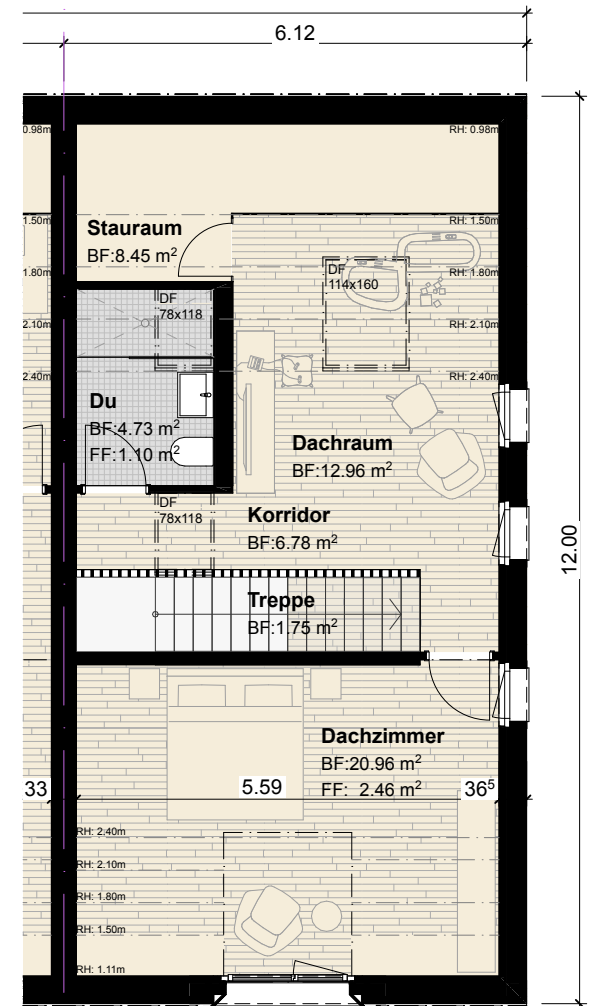 6.12
0.98m
RH: 0.98m
1.50m
RH: 1.50m
Stauraum
BF:8.45 m²
1.80m
RH: 1.80m
DF
114x160
DF
78x118
2.10m
RH: 2.10m
2.40m
RH: 2.40m
Du
BF:4.73 m²
FF:1.10 m²
Dachraum
BF:12.96 m²
DF
78x118
Korridor
BF:6.78 m²
12.00
Treppe
BF:1.75 m²
Dachzimmer
BF:20.96 m²
FF: 2.46 m²
33
5.59
36⁵
RH: 2.40m
RH: 2.10m
RH: 1.80m
RH: 1.50m
RH: 1.11m